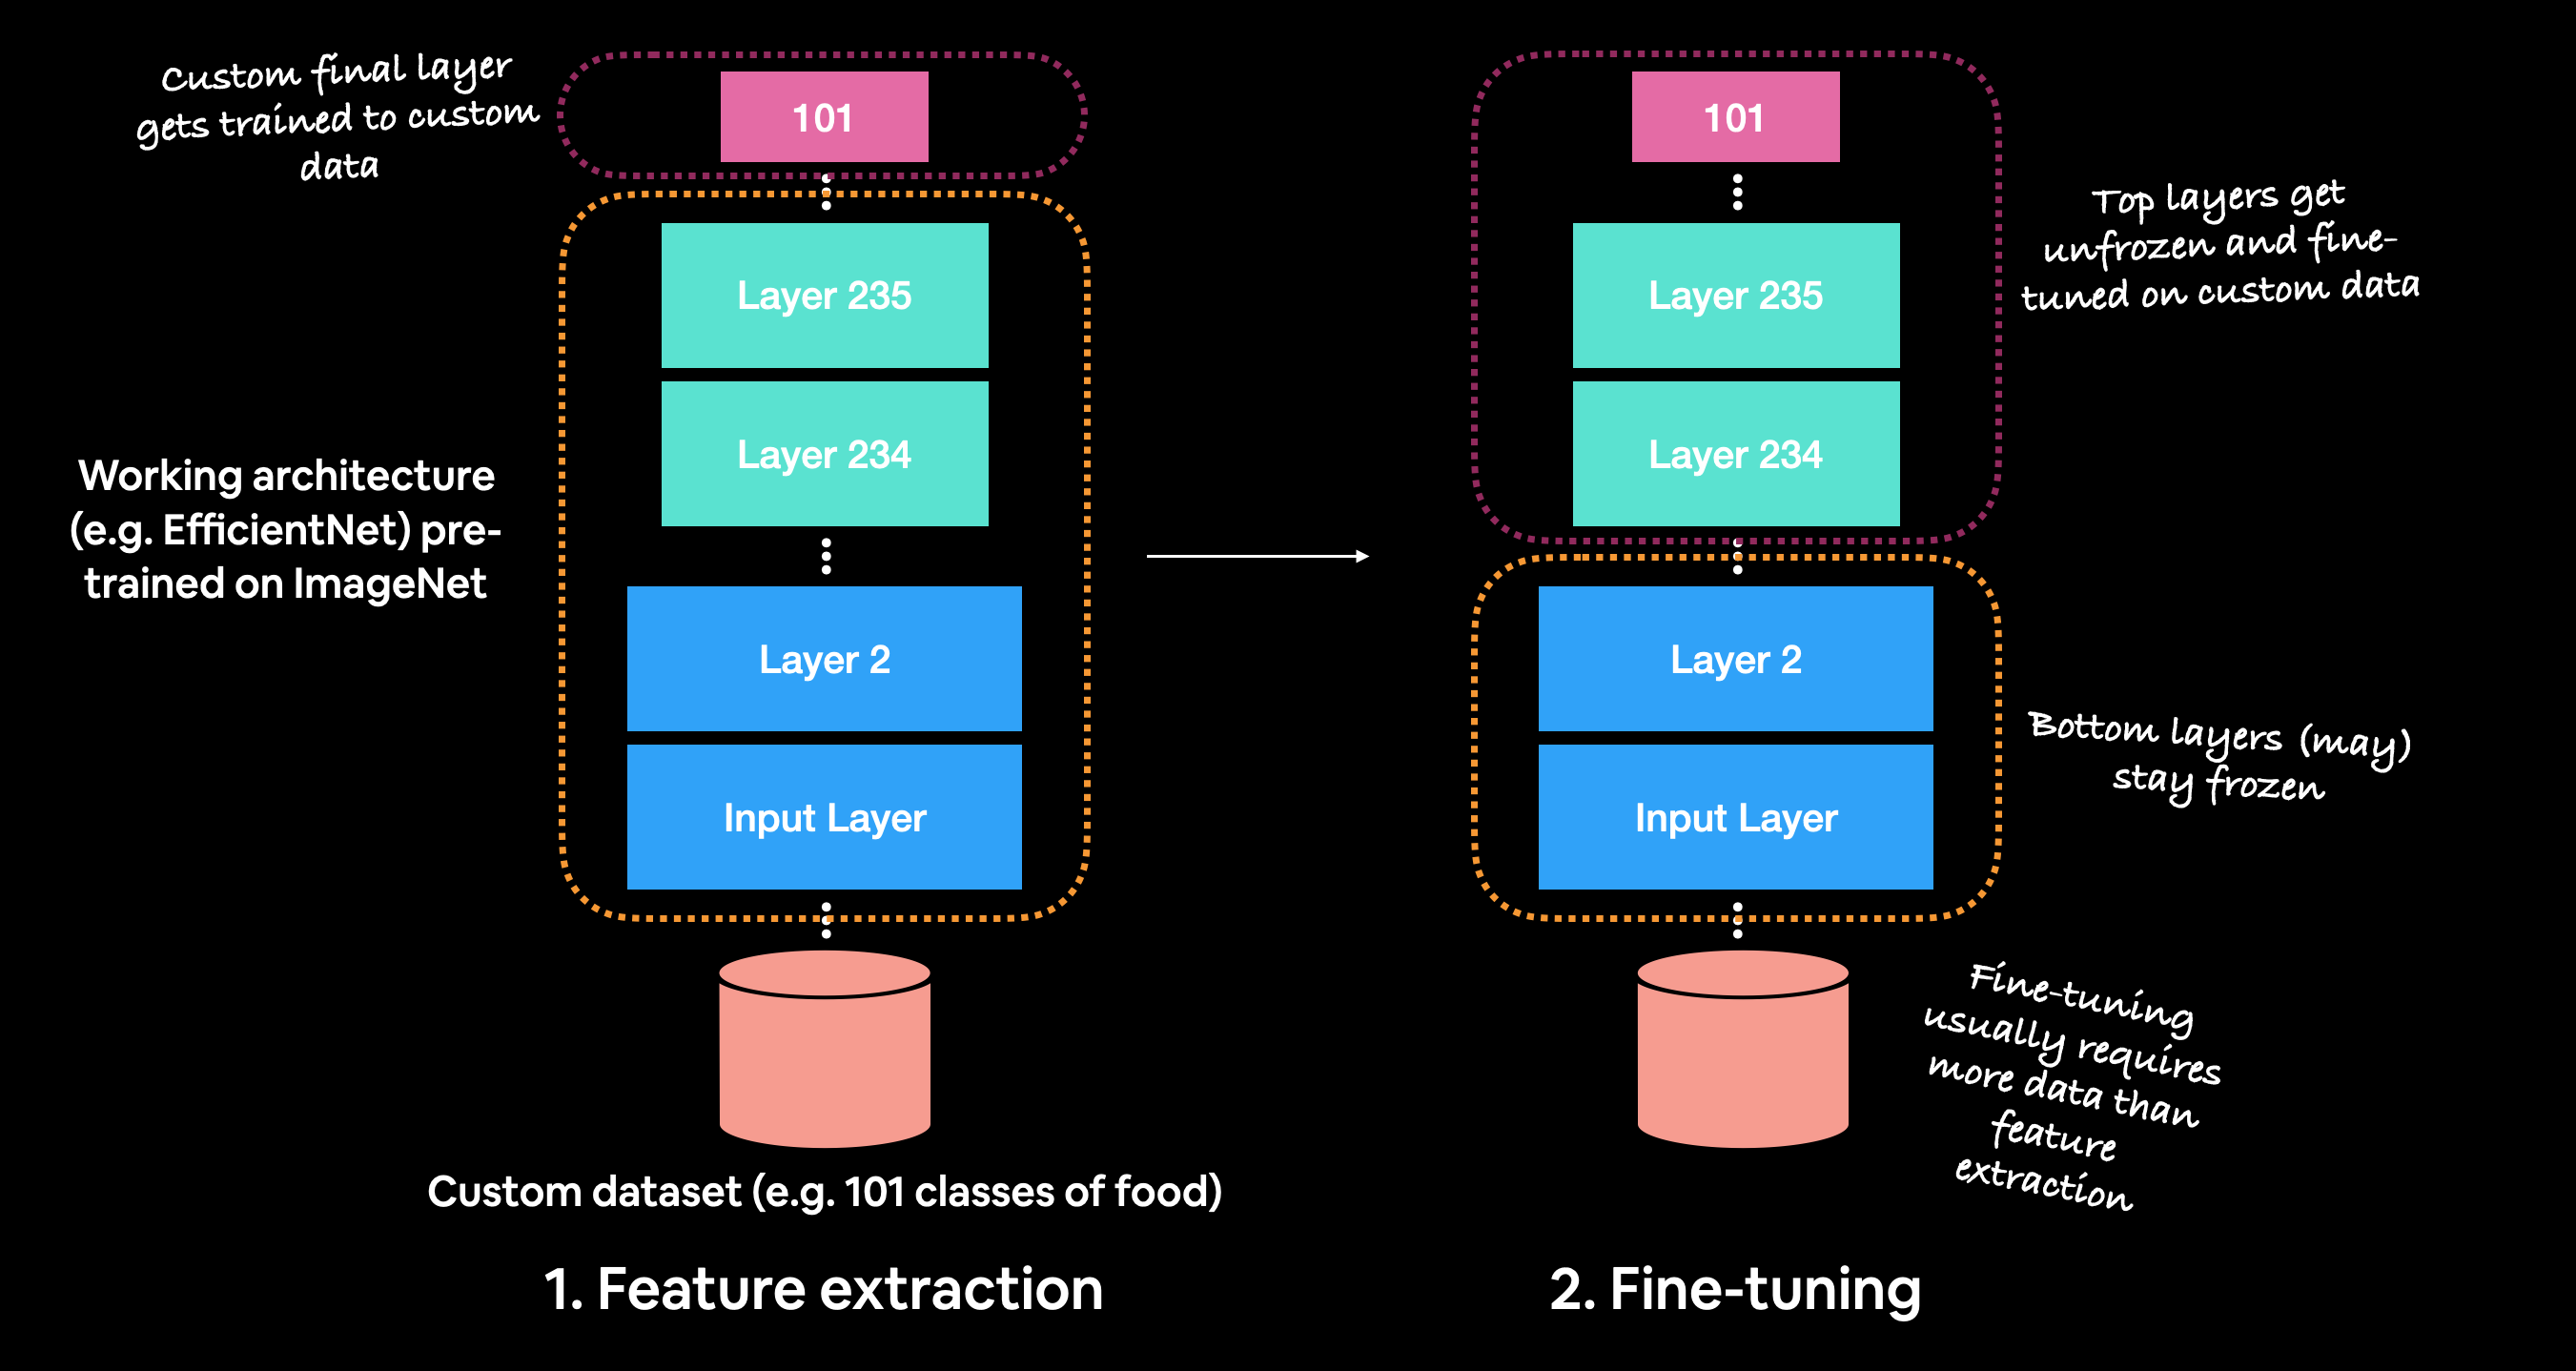 Custom final layer
gets trained to custom
data
101
Layer 235
Layer 234
Working architecture
(e.g. EfficientNet) pre-
trained on ImageNet
Layer 2
Input Layer
Custom dataset (e.g. 101 classes of food)
1. Feature extraction
101
Layer 235
Layer 234
Top layers get
unfrozen and fine-
tuned on custom data
Layer 2
Input Layer
Bottom layers (may)
stay frozen
Fine-tuning
usually requires
more data than
feature
extraction
2. Fine-tuning